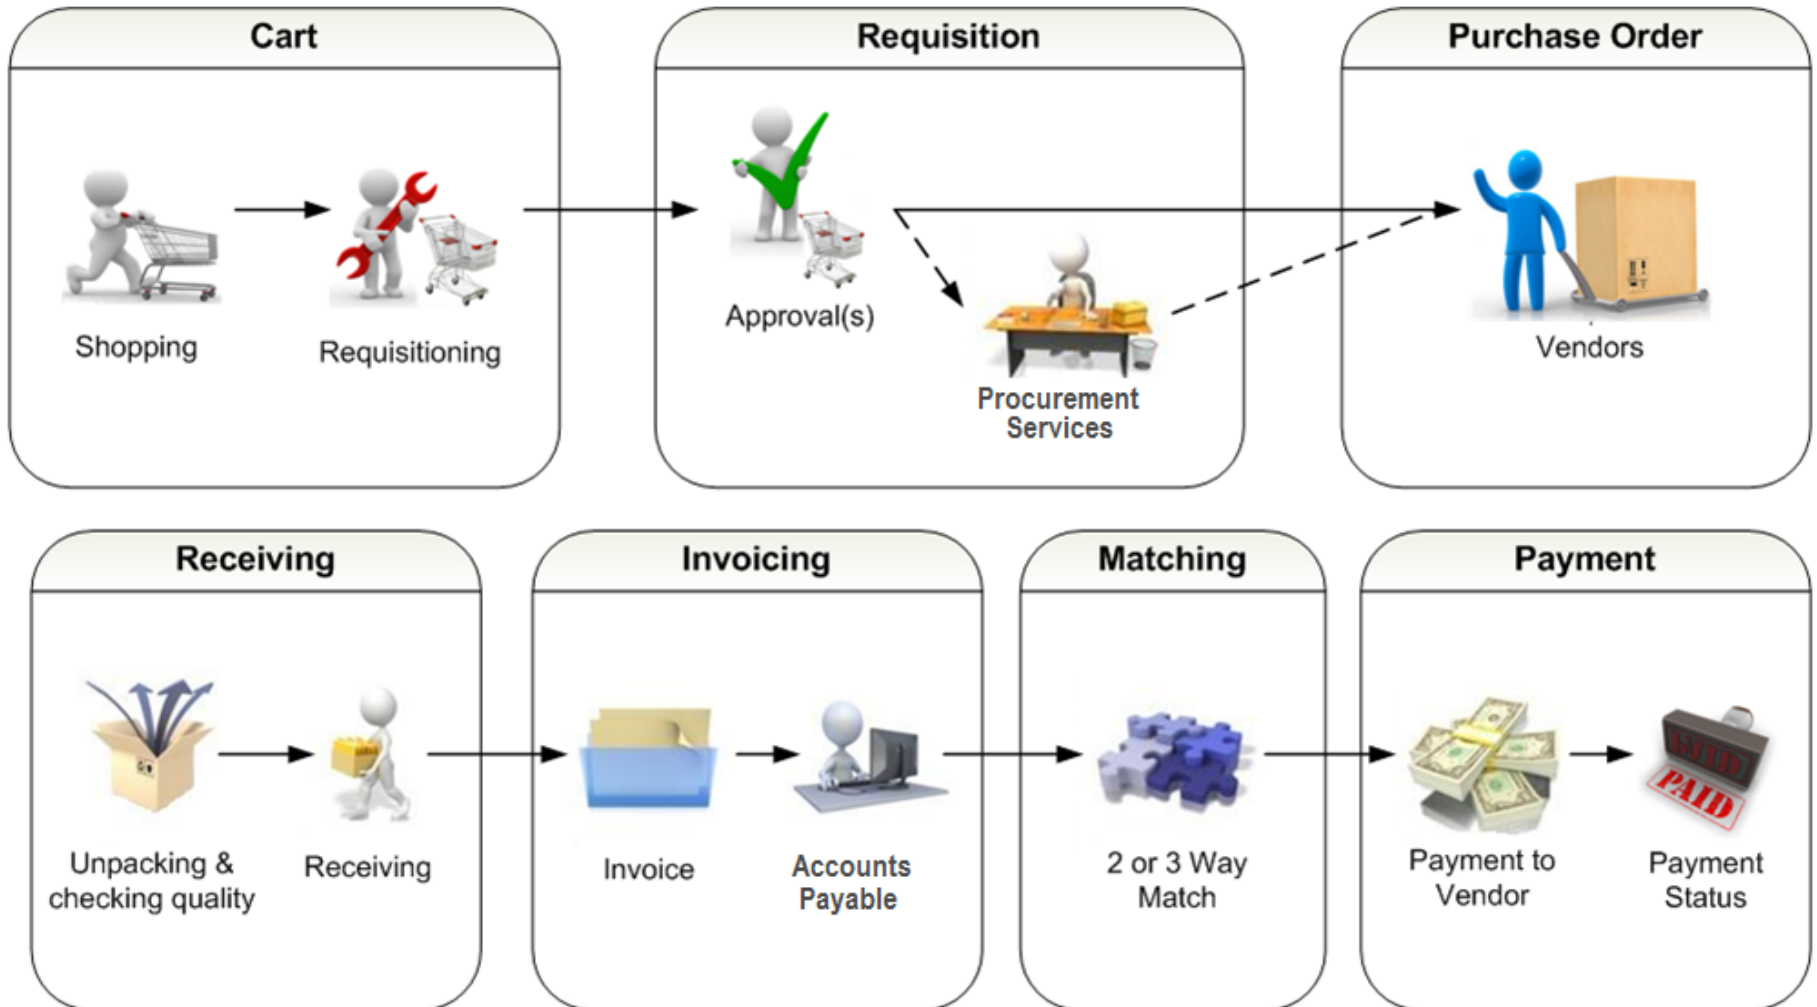 Cart
Shopping
Requisitioning
Requisition
Approval(s)
Procurement
Services
Purchase Order
Vendors
Receiving
Unpacking &
checking quality
Receiving
Invoicing
Invoice
Accounts
Payable
Matching
2 or 3 Way
Match
Payment
Payment to
Vendor
PAID
PAID
Payment
Status